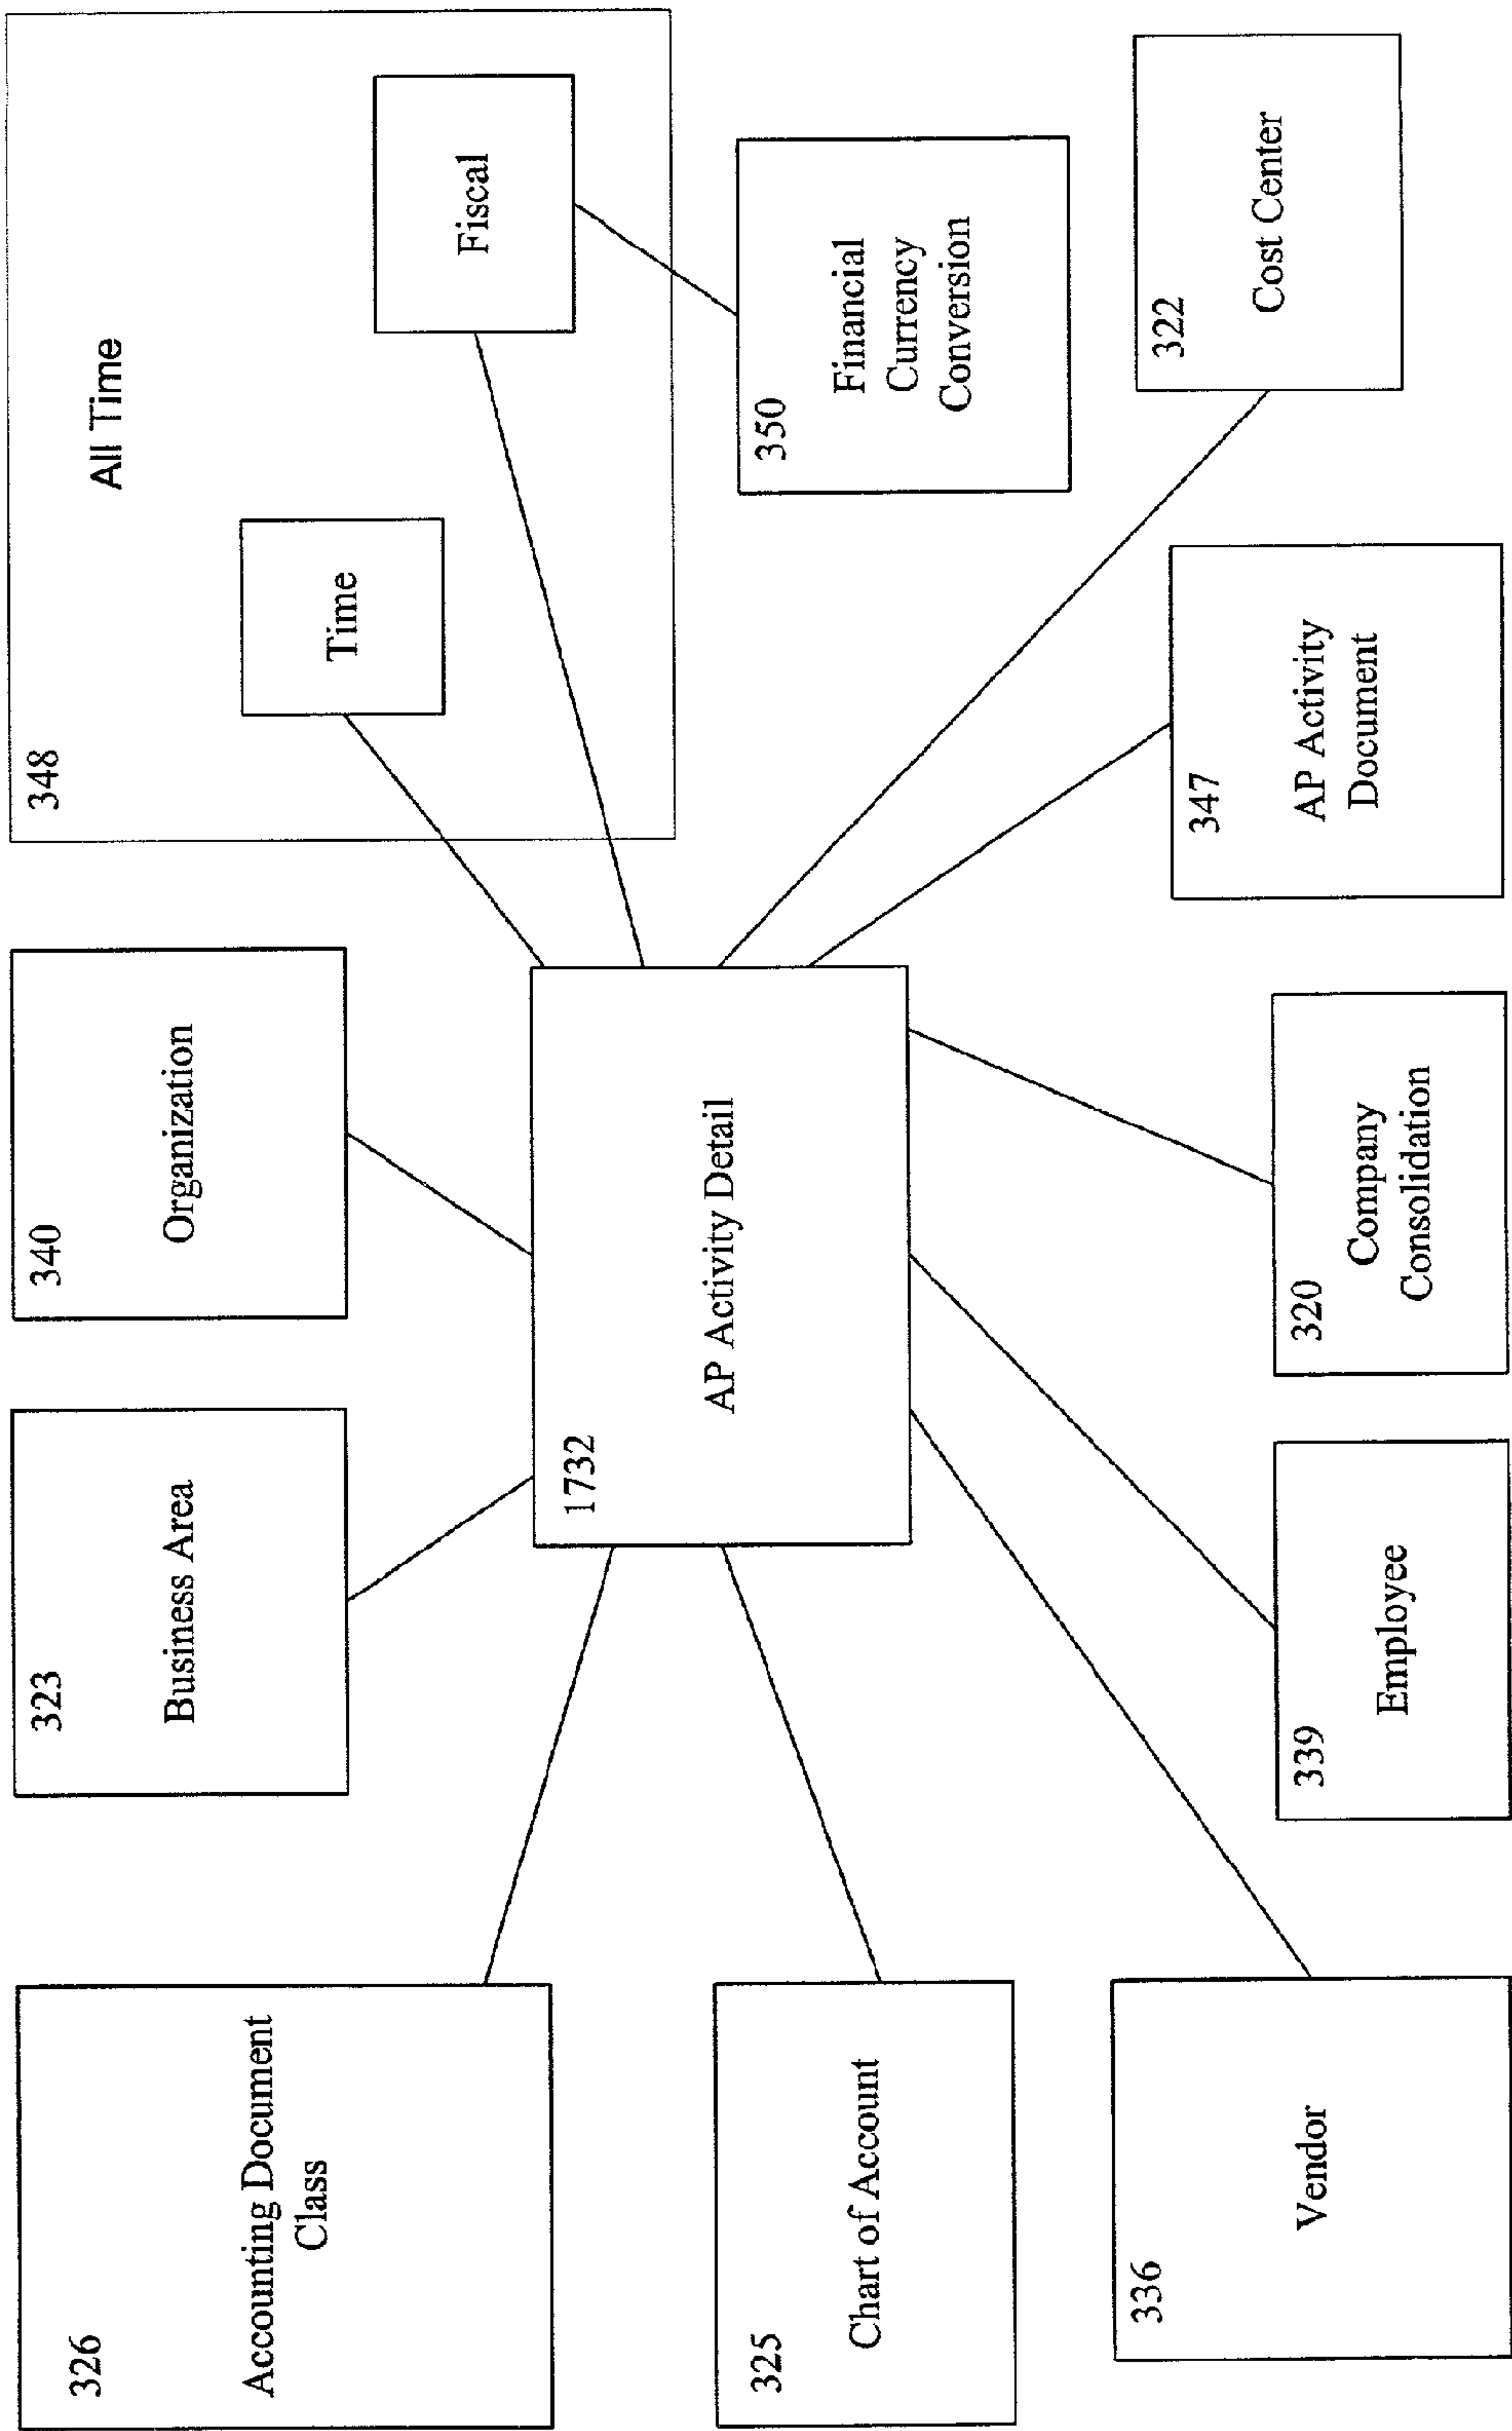 326
Accounting Document
Class
323
Business Area
340
Organization
348
All Time
Time
Fiscal
325
Chart of Account
1732
AP Activity Detail
350
Financial
Currency
Conversion
336
Vendor
339
Employee
320
Company
Consolidation
347
AP Activity
Document
322
Cost Center